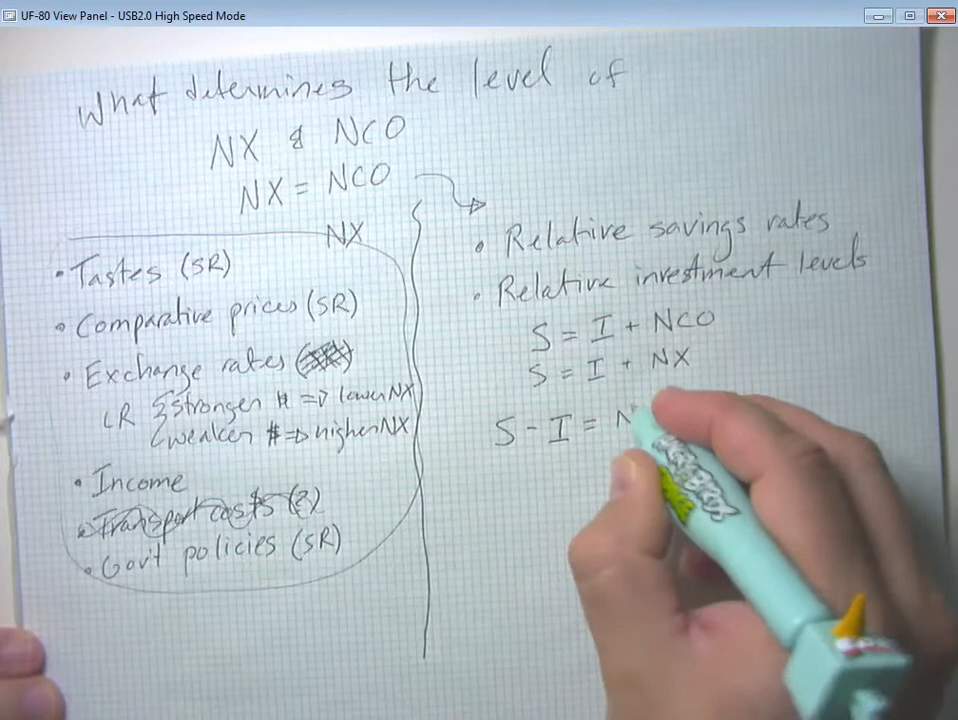 UF-80 View Panel - USB2.0 High Speed Mode
What determines the level of
NX & NCO
NX = NCO
NX
• Tastes (SR)
• Comparative prices (SR)
• Exchange rates
LR { stronger => lower NX
{ weaker $ => higher NX
• Income
• Transport costs (?)
• Govt policies (SR)
• Relative savings rates
• Relative investment levels
S = I + NCO
S = I + NX
S - I = N